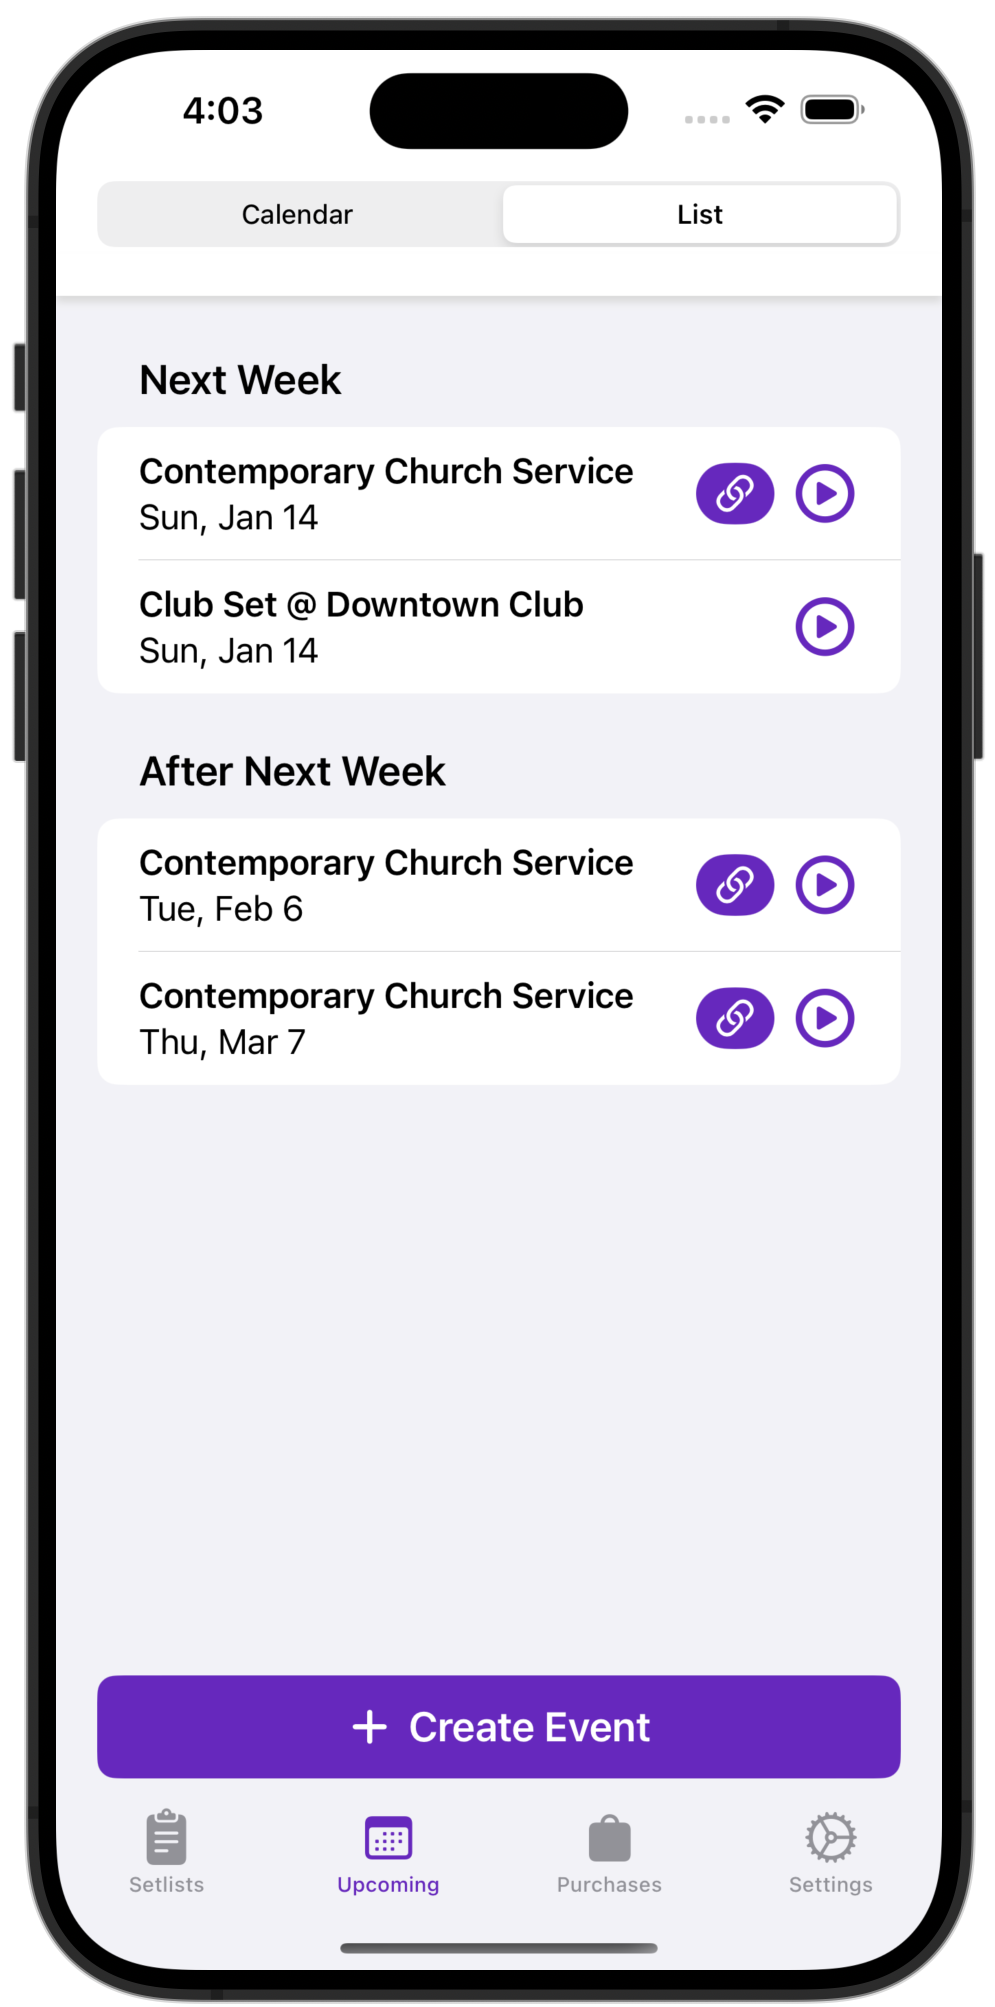 4:03
Calendar
List
Next Week
Contemporary Church Service
Sun, Jan 14
Club Set @ Downtown Club
Sun, Jan 14
After Next Week
Contemporary Church Service
Tue, Feb 6
Contemporary Church Service
Thu, Mar 7
+ Create Event
Setlists
Upcoming
Purchases
Settings